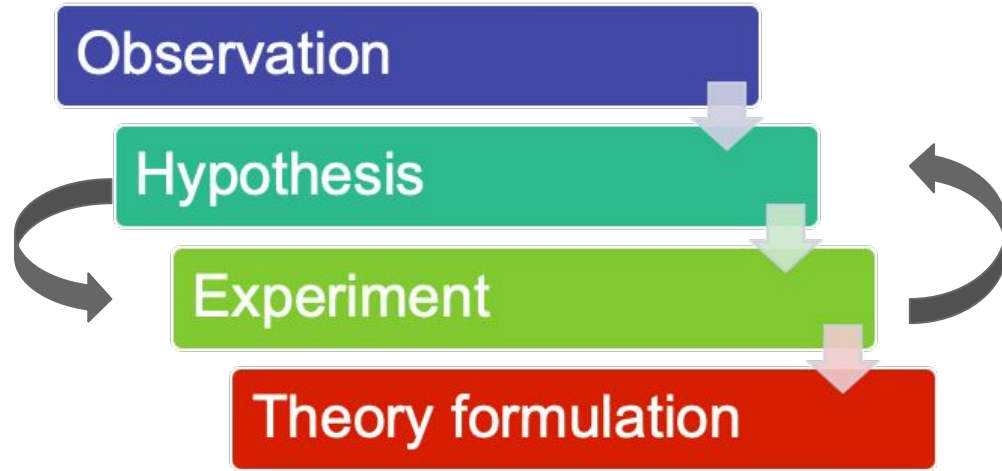 Observation
Hypothesis
Experiment
Theory formulation